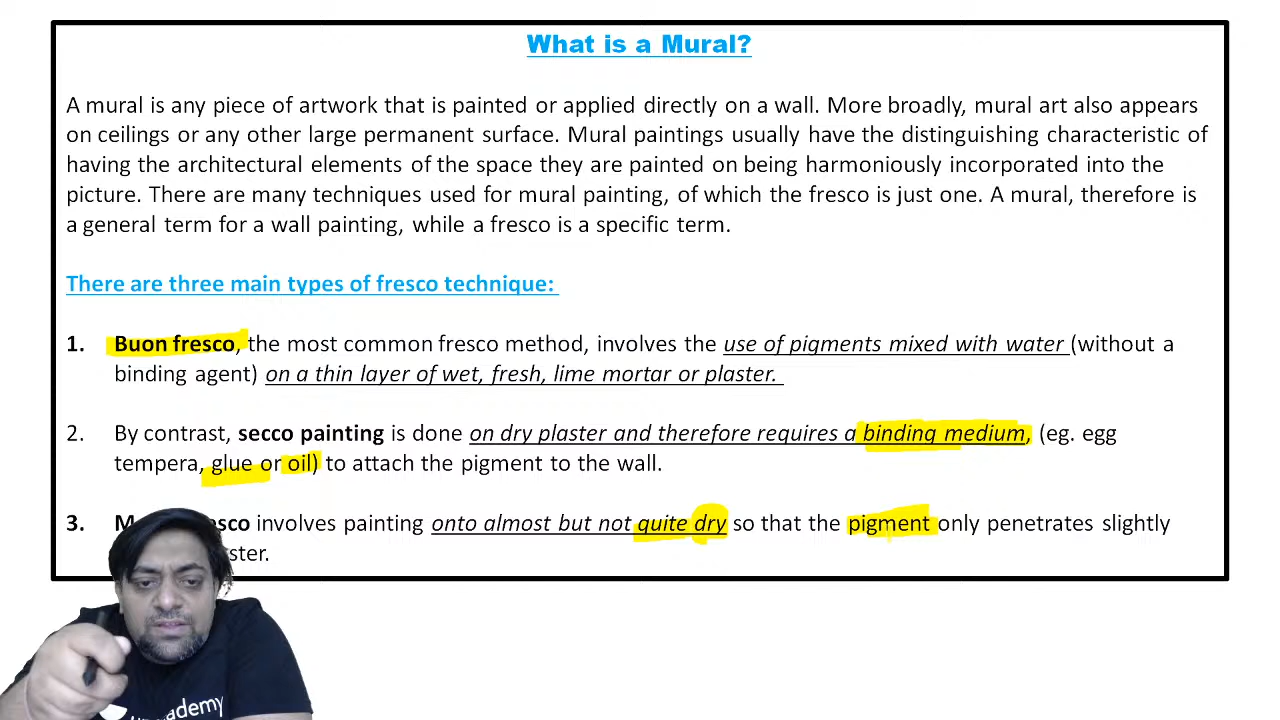 What is a Mural?
A mural is any piece of artwork that is painted or applied directly on a wall. More broadly, mural art also appears
on ceilings or any other large permanent surface. Mural paintings usually have the distinguishing characteristic of
having the architectural elements of the space they are painted on being harmoniously incorporated into the
picture. There are many techniques used for mural painting, of which the fresco is just one. A mural, therefore is
a general term for a wall painting, while a fresco is a specific term.
There are three main types of fresco technique:
1. Buon fresco, the most common fresco method, involves the use of pigments mixed with water (without a
binding agent) on a thin layer of wet, fresh, lime mortar or plaster.
2. By contrast, secco painting is done on dry plaster and therefore requires a binding medium, (eg. egg
tempera, glue or oil) to attach the pigment to the wall.
3. involves painting onto almost but not quite dry so that the pigment only penetrates slightly